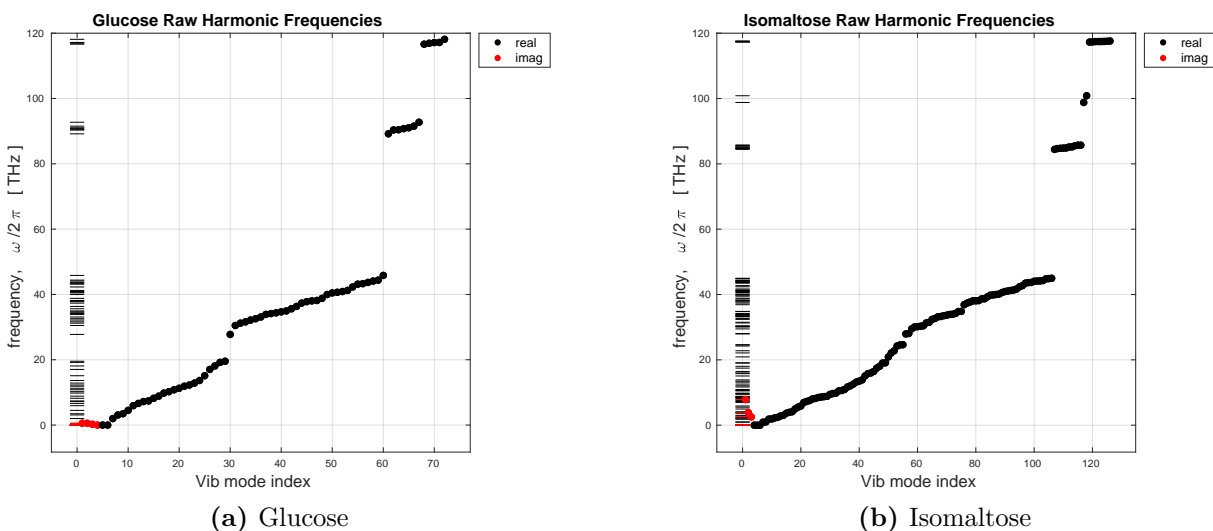 Glucose Raw Harmonic Frequencies
120
100
80
60
40
20
0
frequency, ω/2π [ THz ]
0 10 20 30 40 50 60 70
Vib mode index
real
imag
(a) Glucose
Isomaltose Raw Harmonic Frequencies
120
100
80
60
40
20
0
frequency, ω/2π [ THz ]
0 20 40 60 80 100 120
Vib mode index
real
imag
(b) Isomaltose